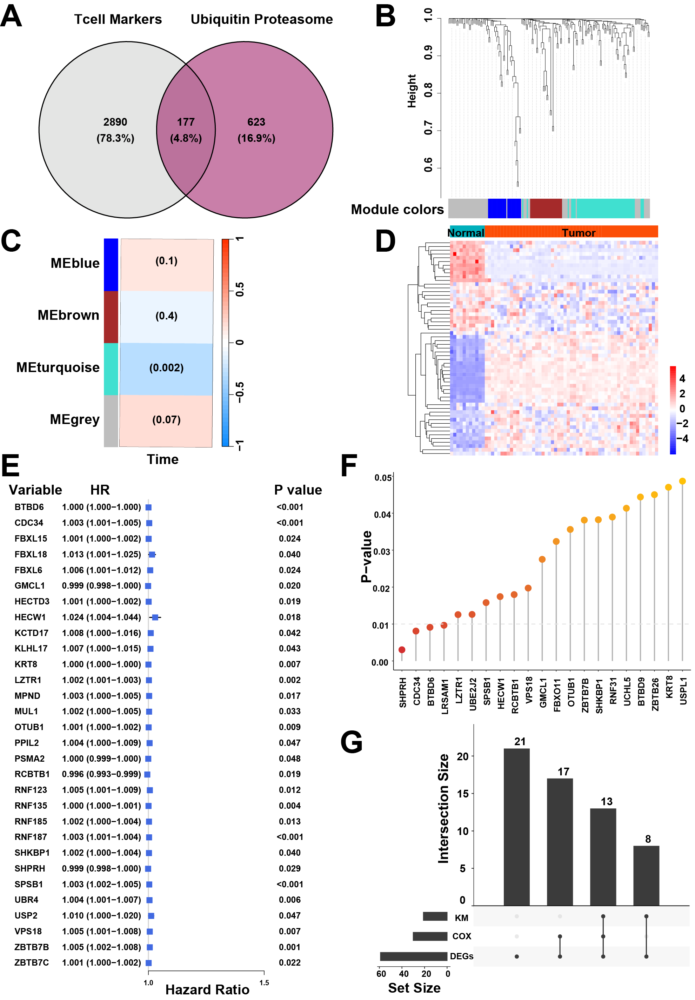 A
Tcell Markers
Ubiquitin Proteasome
2890
(78.3%)
177
(4.8%)
623
(16.9%)
B
Height
1.0
0.9
0.8
0.7
0.6
Module colors
C
MEblue
MEbrown
MEturquoise
MEgrey
(0.1)
(0.4)
(0.002)
(0.07)
1
0.5
0
−0.5
−1
Time
D
Normal
Tumor
4
2
0
−2
−4
E
Variable HR P value
BTBD6 1.000 (1.000−1.000) <0.001
CDC34 1.003 (1.001−1.005) <0.001
FBXL15 1.001 (1.000−1.002) 0.024
FBXL18 1.013 (1.001−1.025) 0.040
FBXL6 1.006 (1.001−1.012) 0.024
GMCL1 0.999 (0.998−1.000) 0.020
HECTD3 1.001 (1.000−1.002) 0.019
HECW1 1.024 (1.004−1.044) 0.018
KCTD17 1.008 (1.000−1.016) 0.042
KLHL17 1.007 (1.000−1.015) 0.043
KRT8 1.000 (1.000−1.000) 0.007
LZTR1 1.002 (1.001−1.003) 0.002
MPND 1.003 (1.000−1.005) 0.017
MUL1 1.002 (1.000−1.005) 0.033
OTUB1 1.001 (1.000−1.002) 0.009
PPIL2 1.004 (1.000−1.009) 0.047
PSMA2 1.000 (0.999−1.000) 0.048
RCBTB1 0.996 (0.993−0.999) 0.019
RNF123 1.005 (1.001−1.009) 0.012
RNF135 1.000 (1.000−1.001) 0.004
RNF185 1.002 (1.000−1.004) 0.013
RNF187 1.003 (1.001−1.004) <0.001
SHKBP1 1.002 (1.000−1.004) 0.040
SHPRH 0.999 (0.998−1.000) 0.029
SPSB1 1.003 (1.002−1.005) <0.001
UBR4 1.004 (1.001−1.007) 0.006
USP2 1.010 (1.000−1.020) 0.047
VPS18 1.005 (1.001−1.008) 0.007
ZBTB7B 1.005 (1.002−1.008) 0.001
ZBTB7C 1.001 (1.000−1.002) 0.022
1.0
1.5
Hazard Ratio
F
P−value
0.05
0.04
0.03
0.02
0.01
0.00
SHPRH
CDC34
BTBD6
LRSAM1
LZTR1
UBE2J2
SPSB1
HECW1
RCBTB1
VPS18
GMCL1
FBXO11
OTUB1
ZBTB7B
SHKBP1
RNF31
UCHL5
BTBD9
ZBTB26
KRT8
USPL1
G
Intersection Size
20
15
10
5
0
21
17
13
8
KM
COX
DEGs
60
40
20
0
Set Size